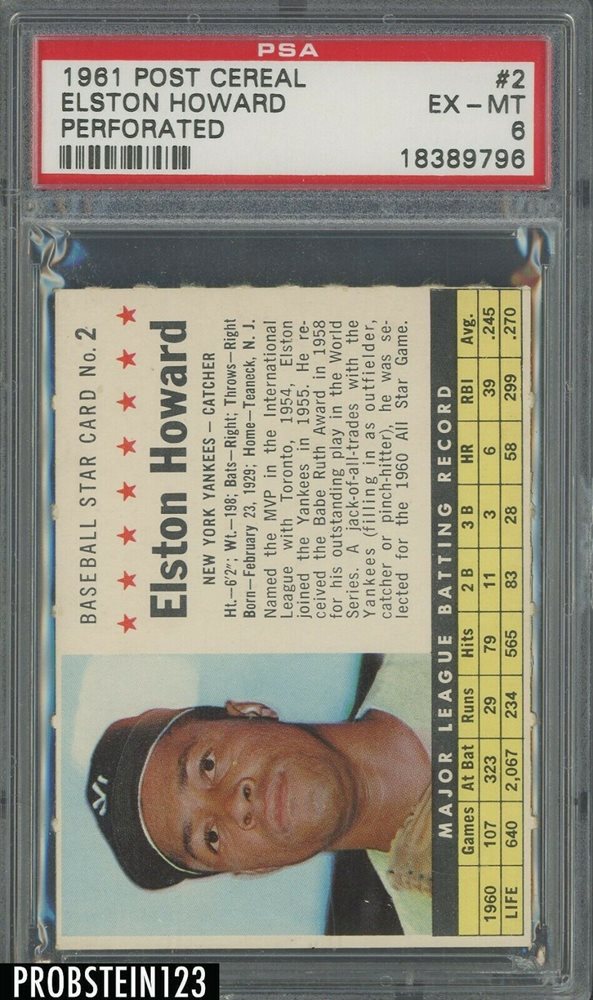 PSA
1961 POST CEREAL #2
ELSTON HOWARD EX - MT
PERFORATED 6
18389796
BASEBALL STAR CARD No. 2
Elston Howard
NEW YORK YANKEES — CATCHER
Ht.—6'2"; Wt.—198; Bats—Right; Throws—Right
Born—February 23, 1929; Home—Teaneck, N. J.
Named the MVP in the International
League with Toronto, 1954, Elston
joined the Yankees in 1955. He re-
ceived the Babe Ruth Award in 1958
for his outstanding play in the World
Series. A jack-of-all-trades with the
Yankees (filling in as outfielder,
catcher or pinch-hitter), he was se-
lected for the 1960 All Star Game.
MAJOR LEAGUE BATTING RECORD
Games At Bat Runs Hits 2 B 3 B HR RBI Avg.
1960 107 323 29 79 11 3 6 39 .245
LIFE 640 2,067 234 565 83 28 58 299 .270
PROBSTEIN123